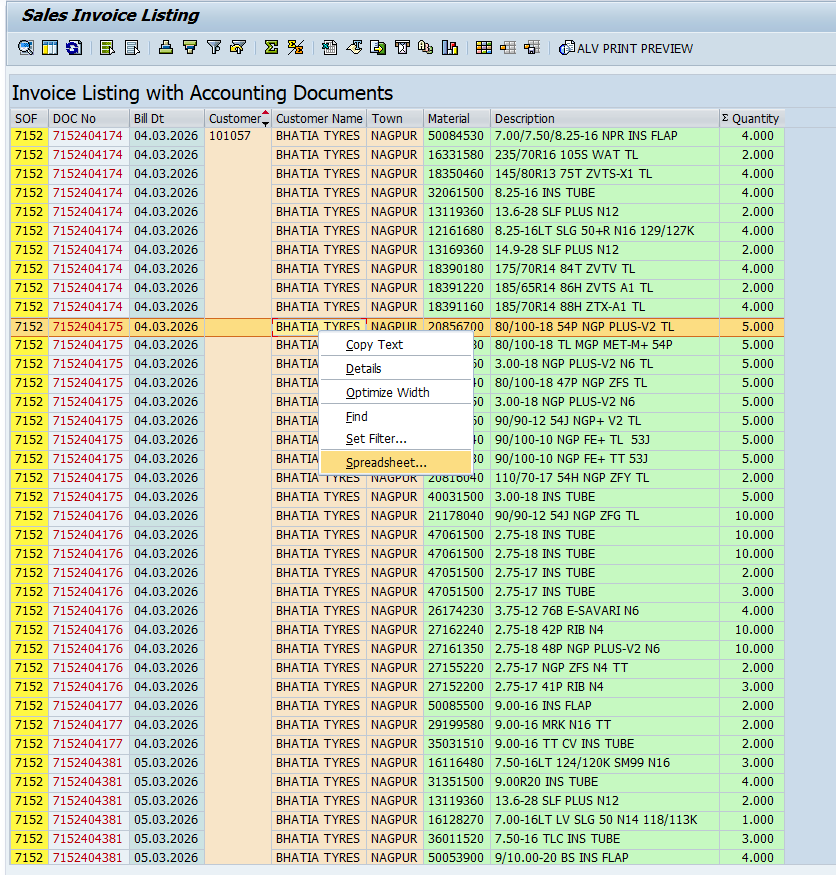 Sales Invoice Listing
ALV PRINT PREVIEW
Invoice Listing with Accounting Documents
SOF DOC No Bill Dt Customer Customer Name Town Material Description Σ Quantity
7152 7152404174 04.03.2026 101057 BHATIA TYRES NAGPUR 50084530 7.00/7.50/8.25-16 NPR INS FLAP 4.000
7152 7152404174 04.03.2026 BHATIA TYRES NAGPUR 16331580 235/70R16 105S WAT TL 2.000
7152 7152404174 04.03.2026 BHATIA TYRES NAGPUR 18350460 145/80R13 75T ZVTS-X1 TL 4.000
7152 7152404174 04.03.2026 BHATIA TYRES NAGPUR 32061500 8.25-16 INS TUBE 4.000
7152 7152404174 04.03.2026 BHATIA TYRES NAGPUR 13119360 13.6-28 SLF PLUS N12 2.000
7152 7152404174 04.03.2026 BHATIA TYRES NAGPUR 12161680 8.25-16LT SLG 50+R N16 129/127K 4.000
7152 7152404174 04.03.2026 BHATIA TYRES NAGPUR 13169360 14.9-28 SLF PLUS N12 2.000
7152 7152404174 04.03.2026 BHATIA TYRES NAGPUR 18390180 175/70R14 84T ZVTV TL 4.000
7152 7152404174 04.03.2026 BHATIA TYRES NAGPUR 18391220 185/65R14 86H ZVTS A1 TL 2.000
7152 7152404174 04.03.2026 BHATIA TYRES NAGPUR 18391160 185/70R14 88H ZTX-A1 TL 4.000
7152 7152404175 04.03.2026 BHATIA TYRES NAGPUR 20856700 80/100-18 54P NGP PLUS-V2 TL 5.000
7152 7152404175 04.03.2026 BHATIA Copy Text 80 80/100-18 TL MGP MET-M+ 54P 5.000
7152 7152404175 04.03.2026 BHATIA Details 60 3.00-18 NGP PLUS-V2 N6 TL 5.000
7152 7152404175 04.03.2026 BHATIA 40 80/100-18 47P NGP ZFS TL 5.000
7152 7152404175 04.03.2026 BHATIA Optimize Width 60 3.00-18 NGP PLUS-V2 N6 5.000
7152 7152404175 04.03.2026 BHATIA Find 60 90/90-12 54J NGP+ V2 TL 5.000
7152 7152404175 04.03.2026 BHATIA Set Filter... 40 90/100-10 NGP FE+ TL 53J 5.000
7152 7152404175 04.03.2026 BHATIA Spreadsheet... 80 90/100-10 NGP FE+ TT 53J 5.000
7152 7152404175 04.03.2026 BHATIA TYRES NAGPUR 20816040 110/70-17 54H NGP ZFY TL 2.000
7152 7152404175 04.03.2026 BHATIA TYRES NAGPUR 40031500 3.00-18 INS TUBE 5.000
7152 7152404176 04.03.2026 BHATIA TYRES NAGPUR 21178040 90/90-12 54J NGP ZFG TL 10.000
7152 7152404176 04.03.2026 BHATIA TYRES NAGPUR 47061500 2.75-18 INS TUBE 10.000
7152 7152404176 04.03.2026 BHATIA TYRES NAGPUR 47061500 2.75-18 INS TUBE 10.000
7152 7152404176 04.03.2026 BHATIA TYRES NAGPUR 47051500 2.75-17 INS TUBE 2.000
7152 7152404176 04.03.2026 BHATIA TYRES NAGPUR 47051500 2.75-17 INS TUBE 3.000
7152 7152404176 04.03.2026 BHATIA TYRES NAGPUR 26174230 3.75-12 76B E-SAVARI N6 4.000
7152 7152404176 04.03.2026 BHATIA TYRES NAGPUR 27162240 2.75-18 42P RIB N4 10.000
7152 7152404176 04.03.2026 BHATIA TYRES NAGPUR 27161350 2.75-18 48P NGP PLUS-V2 N6 10.000
7152 7152404176 04.03.2026 BHATIA TYRES NAGPUR 27155220 2.75-17 NGP ZFS N4 TT 2.000
7152 7152404176 04.03.2026 BHATIA TYRES NAGPUR 27152200 2.75-17 41P RIB N4 3.000
7152 7152404177 04.03.2026 BHATIA TYRES NAGPUR 50085500 9.00-16 INS FLAP 2.000
7152 7152404177 04.03.2026 BHATIA TYRES NAGPUR 29199580 9.00-16 MRK N16 TT 2.000
7152 7152404177 04.03.2026 BHATIA TYRES NAGPUR 35031510 9.00-16 TT CV INS TUBE 2.000
7152 7152404381 05.03.2026 BHATIA TYRES NAGPUR 16116480 7.50-16LT 124/120K SM99 N16 3.000
7152 7152404381 05.03.2026 BHATIA TYRES NAGPUR 31351500 9.00R20 INS TUBE 4.000
7152 7152404381 05.03.2026 BHATIA TYRES NAGPUR 13119360 13.6-28 SLF PLUS N12 2.000
7152 7152404381 05.03.2026 BHATIA TYRES NAGPUR 16128270 7.00-16LT LV SLG 50 N14 118/113K 1.000
7152 7152404381 05.03.2026 BHATIA TYRES NAGPUR 36011520 7.50-16 TLC INS TUBE 3.000
7152 7152404381 05.03.2026 BHATIA TYRES NAGPUR 50053900 9/10.00-20 BS INS FLAP 4.000